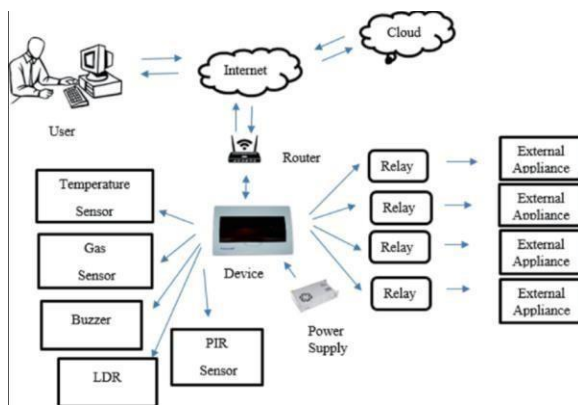 Cloud
Internet
User
Router
Temperature
Sensor
Gas
Sensor
Buzzer
LDR
PIR
Sensor
Device
Power
Supply
Relay
Relay
Relay
Relay
External
Appliance
External
Appliance
External
Appliance
External
Appliance